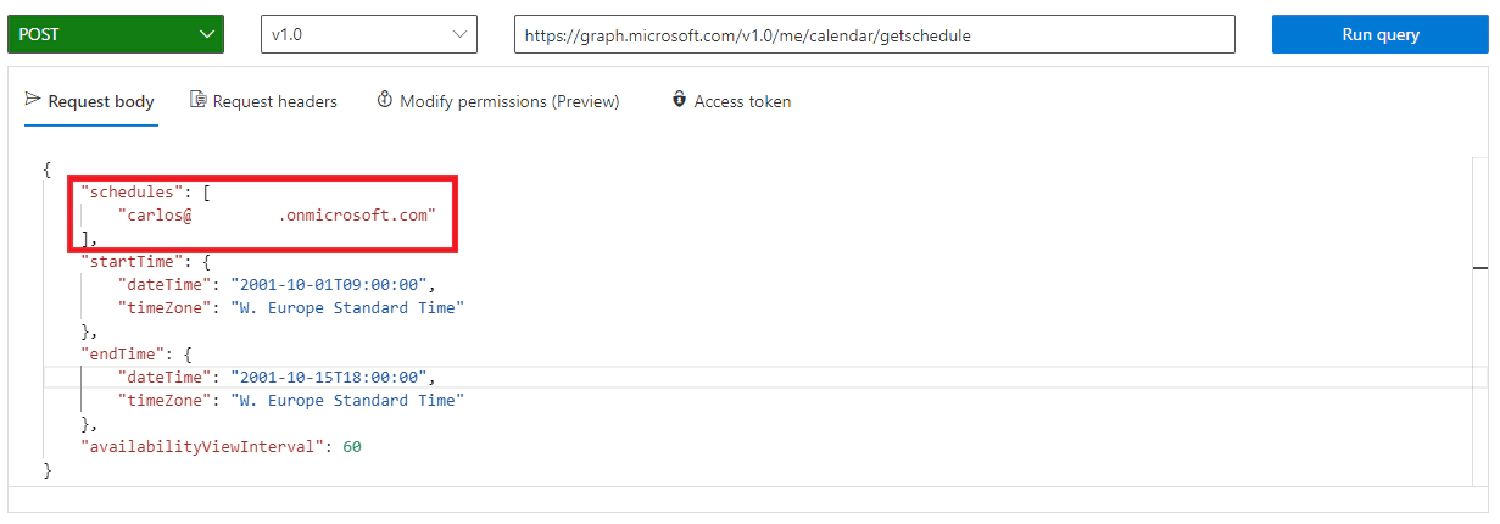 POST v1.0 https://graph.microsoft.com/v1.0/me/calendar/getschedule Run query
Request body Request headers Modify permissions (Preview) Access token
{
"schedules": [
"carlos@ .onmicrosoft.com"
],
"startTime": {
"dateTime": "2001-10-01T09:00:00",
"timeZone": "W. Europe Standard Time"
},
"endTime": {
"dateTime": "2001-10-15T18:00:00",
"timeZone": "W. Europe Standard Time"
},
"availabilityViewInterval": 60
}